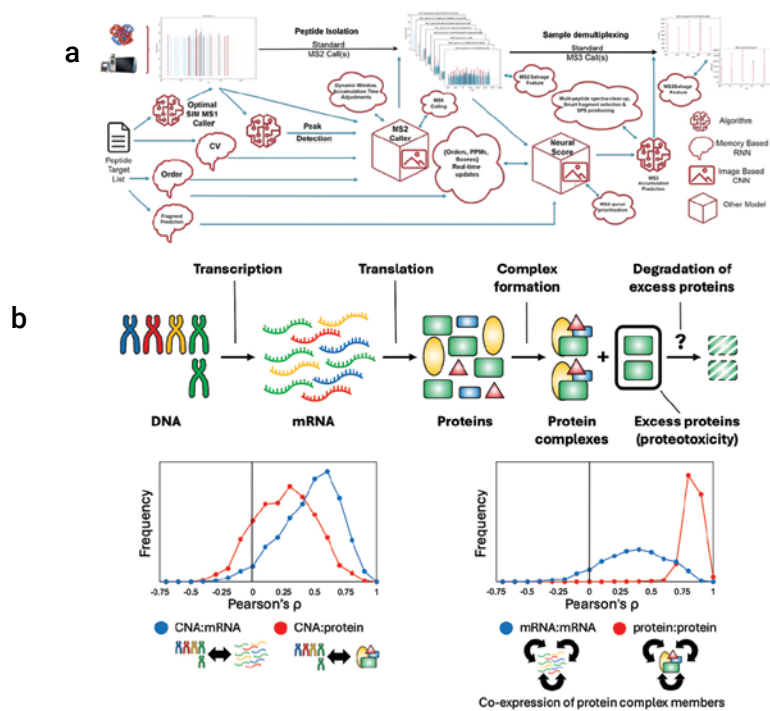 a
Peptide Isolation
Standard
MS2 Call(s)
Sample demultiplexing
Standard
MS3 Call(s)
Dynamic Window,
Accumulation Time
Adjustments
MS2Salvage
Feature
MS2Salvage
Feature
Multi-peptide spectra clean up,
Smart fragment selection &
SPS positioning
Optimal
SIM MS1
Caller
Peak
Detection
MS2
Caller
Neural
Score
Algorithm
Peptide
Target
List
CV
(Orders, PPMs,
Scores)
Real-time
updates
MS3
Accumulation
Prediction
Memory Based
RNN
Order
Image Based
CNN
Fragment
Prediction
MS3 queue
prioritization
Other Model
b
Transcription
Translation
Complex
formation
Degradation of
excess proteins
?
+
DNA
mRNA
Proteins
Protein
complexes
Excess proteins
(proteotoxicity)
Frequency
-0.75 -0.5 -0.25 0 0.25 0.5 0.75 1
Pearson's ρ
CNA:mRNA
CNA:protein
Frequency
-0.75 -0.5 -0.25 0 0.25 0.5 0.75 1
Pearson's ρ
mRNA:mRNA
protein:protein
Co-expression of protein complex members